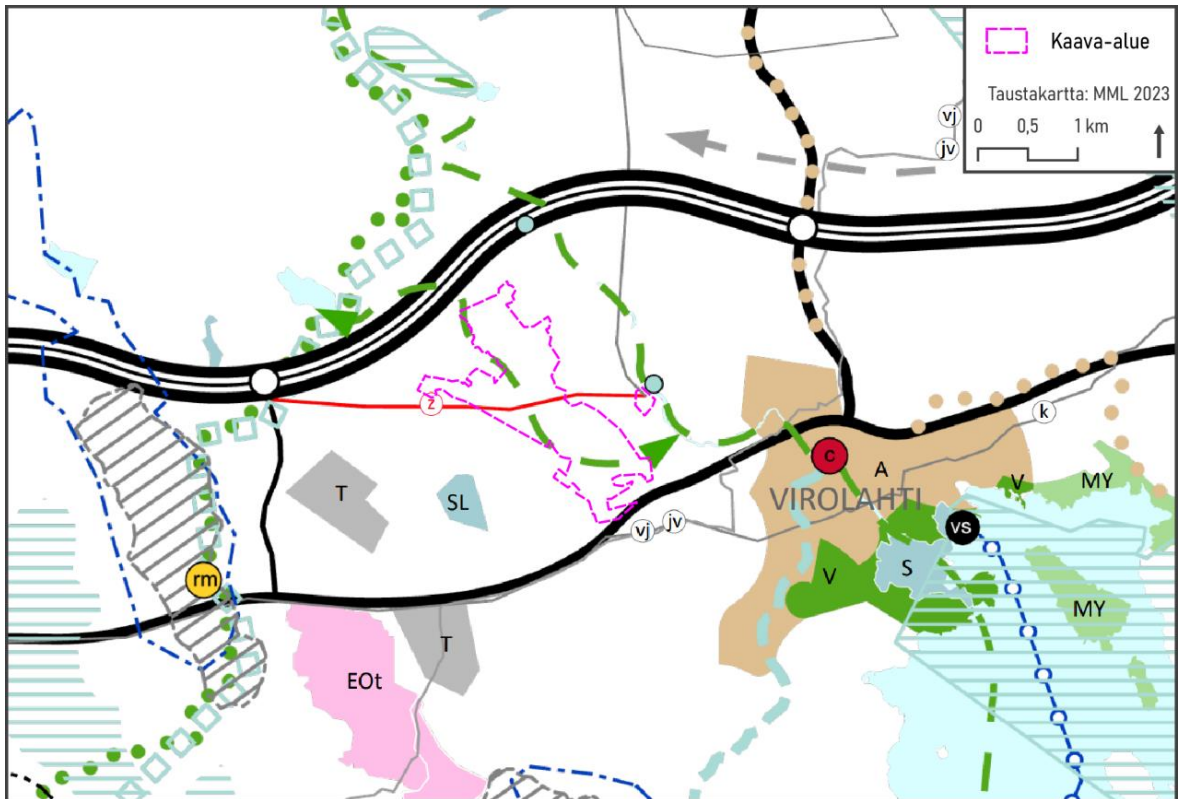 Kaava-alue
Taustakartta: MML 2023
0 0,5 1 km
vj
jv
z
k
c
A
VIROLAHTI
V
MY
T
SL
vj
jv
vs
S
V
rm
MY
T
EOt